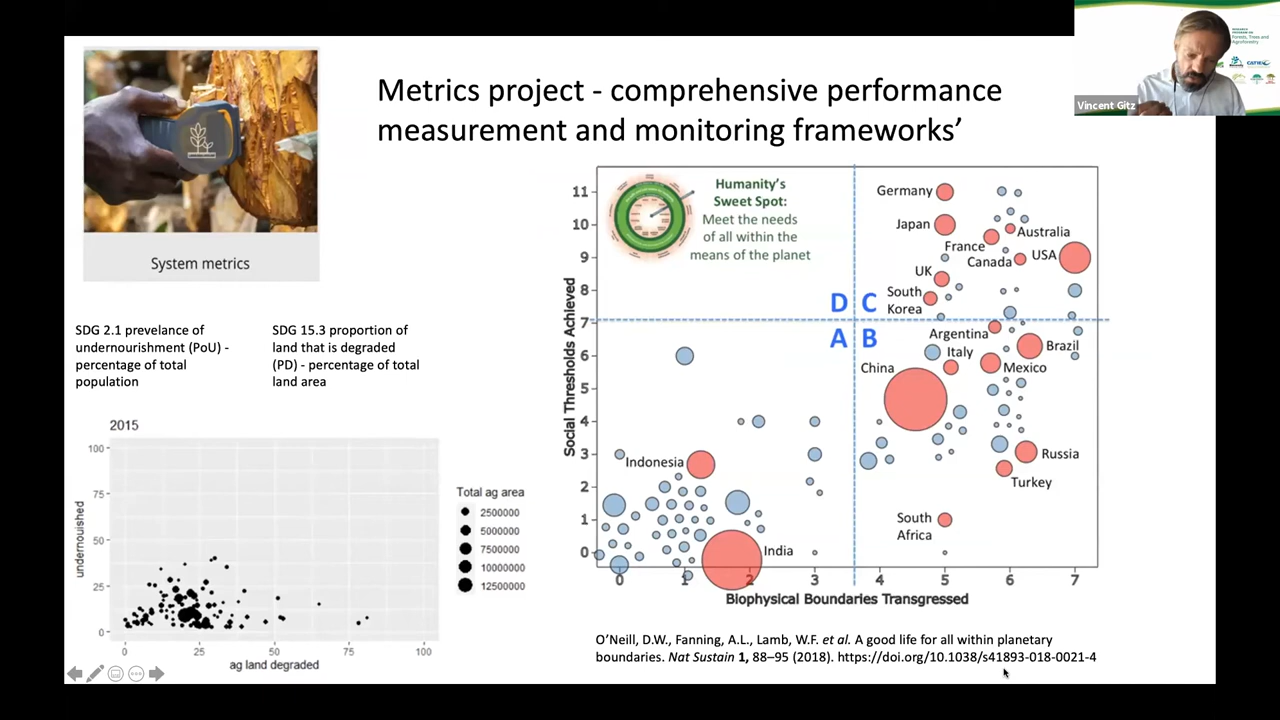 Metrics project - comprehensive performance
measurement and monitoring frameworks’
Vincent Gitz
System metrics
SDG 2.1 prevelance of
undernourishment (PoU) -
percentage of total
population
SDG 15.3 proportion of
land that is degraded
(PD) - percentage of total
land area
2015
100
75
50
25
0
undernourished
0
25
50
75
100
ag land degraded
Total ag area
2500000
5000000
7500000
10000000
12500000
Humanity’s
Sweet Spot:
Meet the needs
of all within the
means of the planet
Social Thresholds Achieved
11
10
9
8
7
6
5
4
3
2
1
0
D C
A B
Germany
Japan
Australia
France
USA
Canada
UK
South
Korea
Argentina
Brazil
Italy
Mexico
China
Indonesia
Russia
Turkey
South
Africa
India
0
1
2
3
4
5
6
7
Biophysical Boundaries Transgressed
O’Neill, D.W., Fanning, A.L., Lamb, W.F. et al. A good life for all within planetary
boundaries. Nat Sustain 1, 88–95 (2018). https://doi.org/10.1038/s41893-018-0021-4